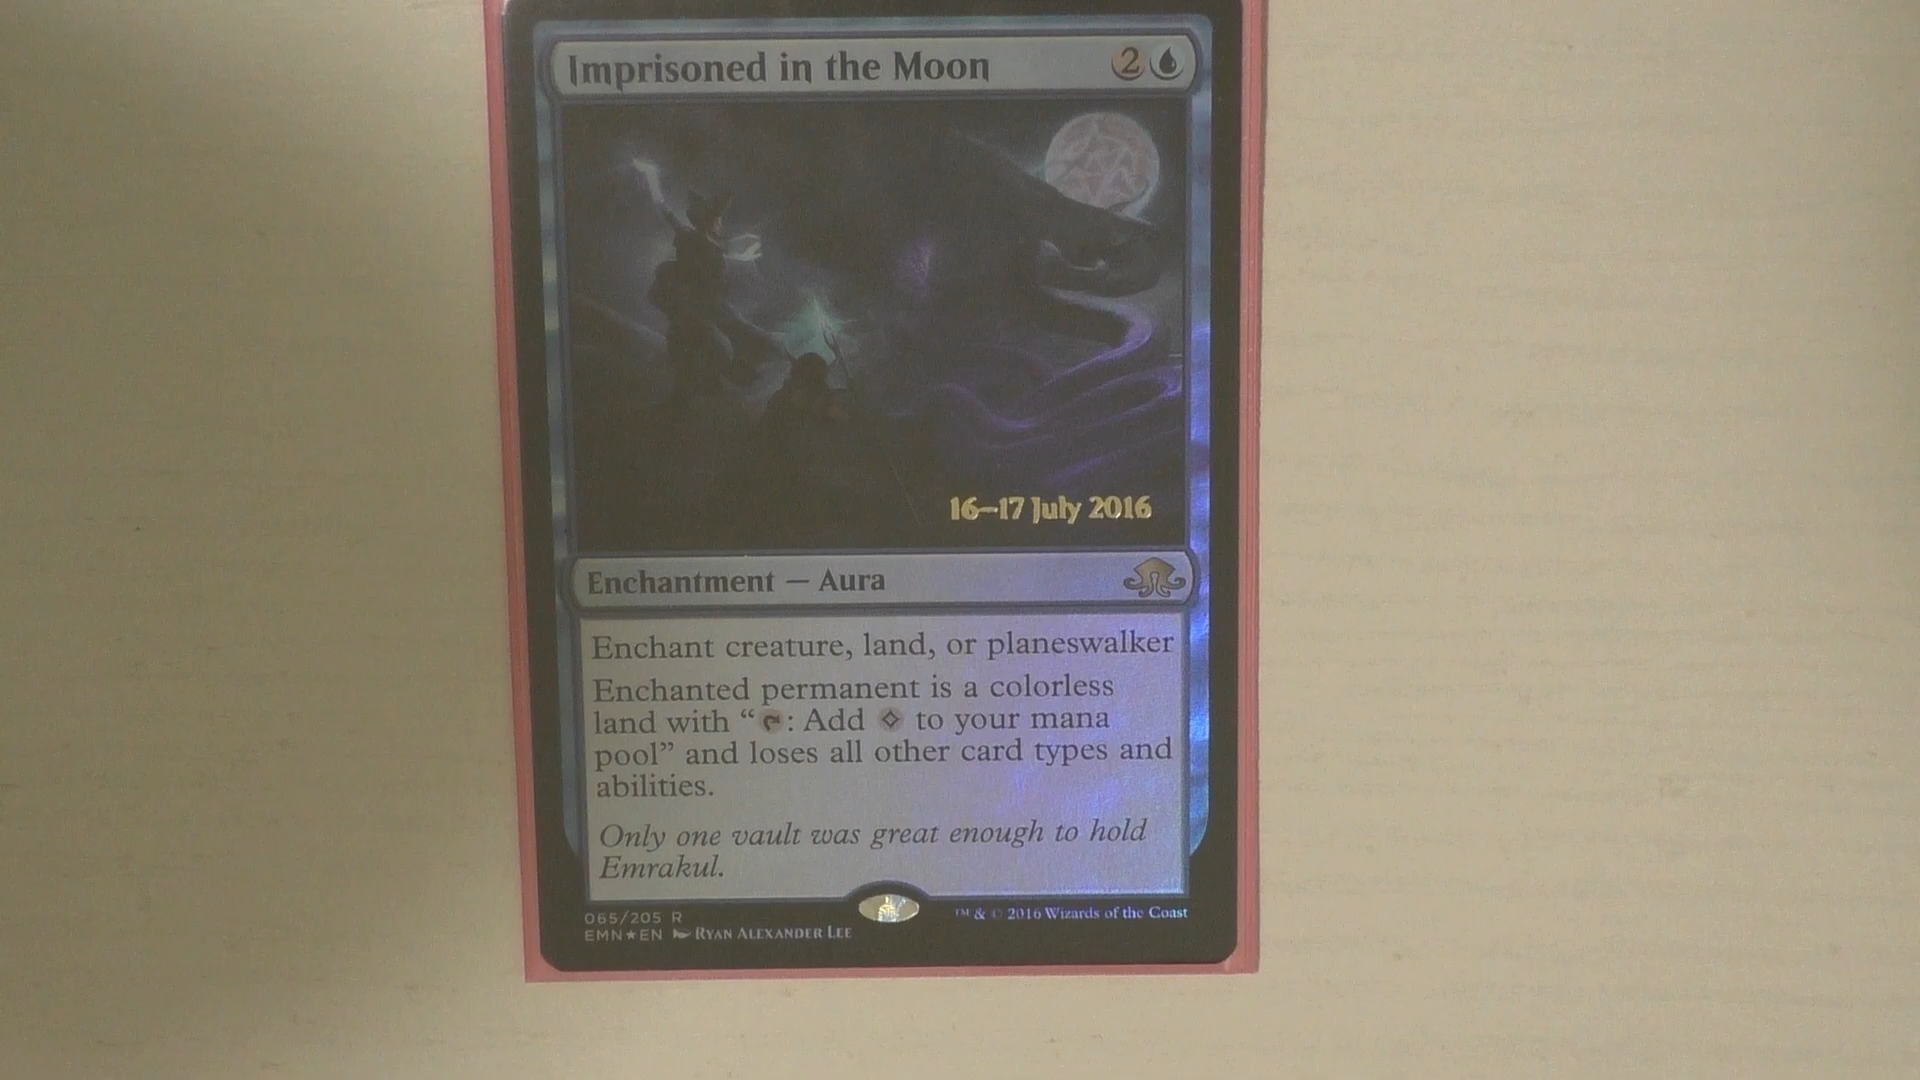 Imprisoned in the Moon 2
16–17 July 2016
Enchantment — Aura
Enchant creature, land, or planeswalker
Enchanted permanent is a colorless
land with “ : Add to your mana
pool” and loses all other card types and
abilities.
Only one vault was great enough to hold
Emrakul.
065/205 R
EMN★EN Ryan Alexander Lee
™ & © 2016 Wizards of the Coast